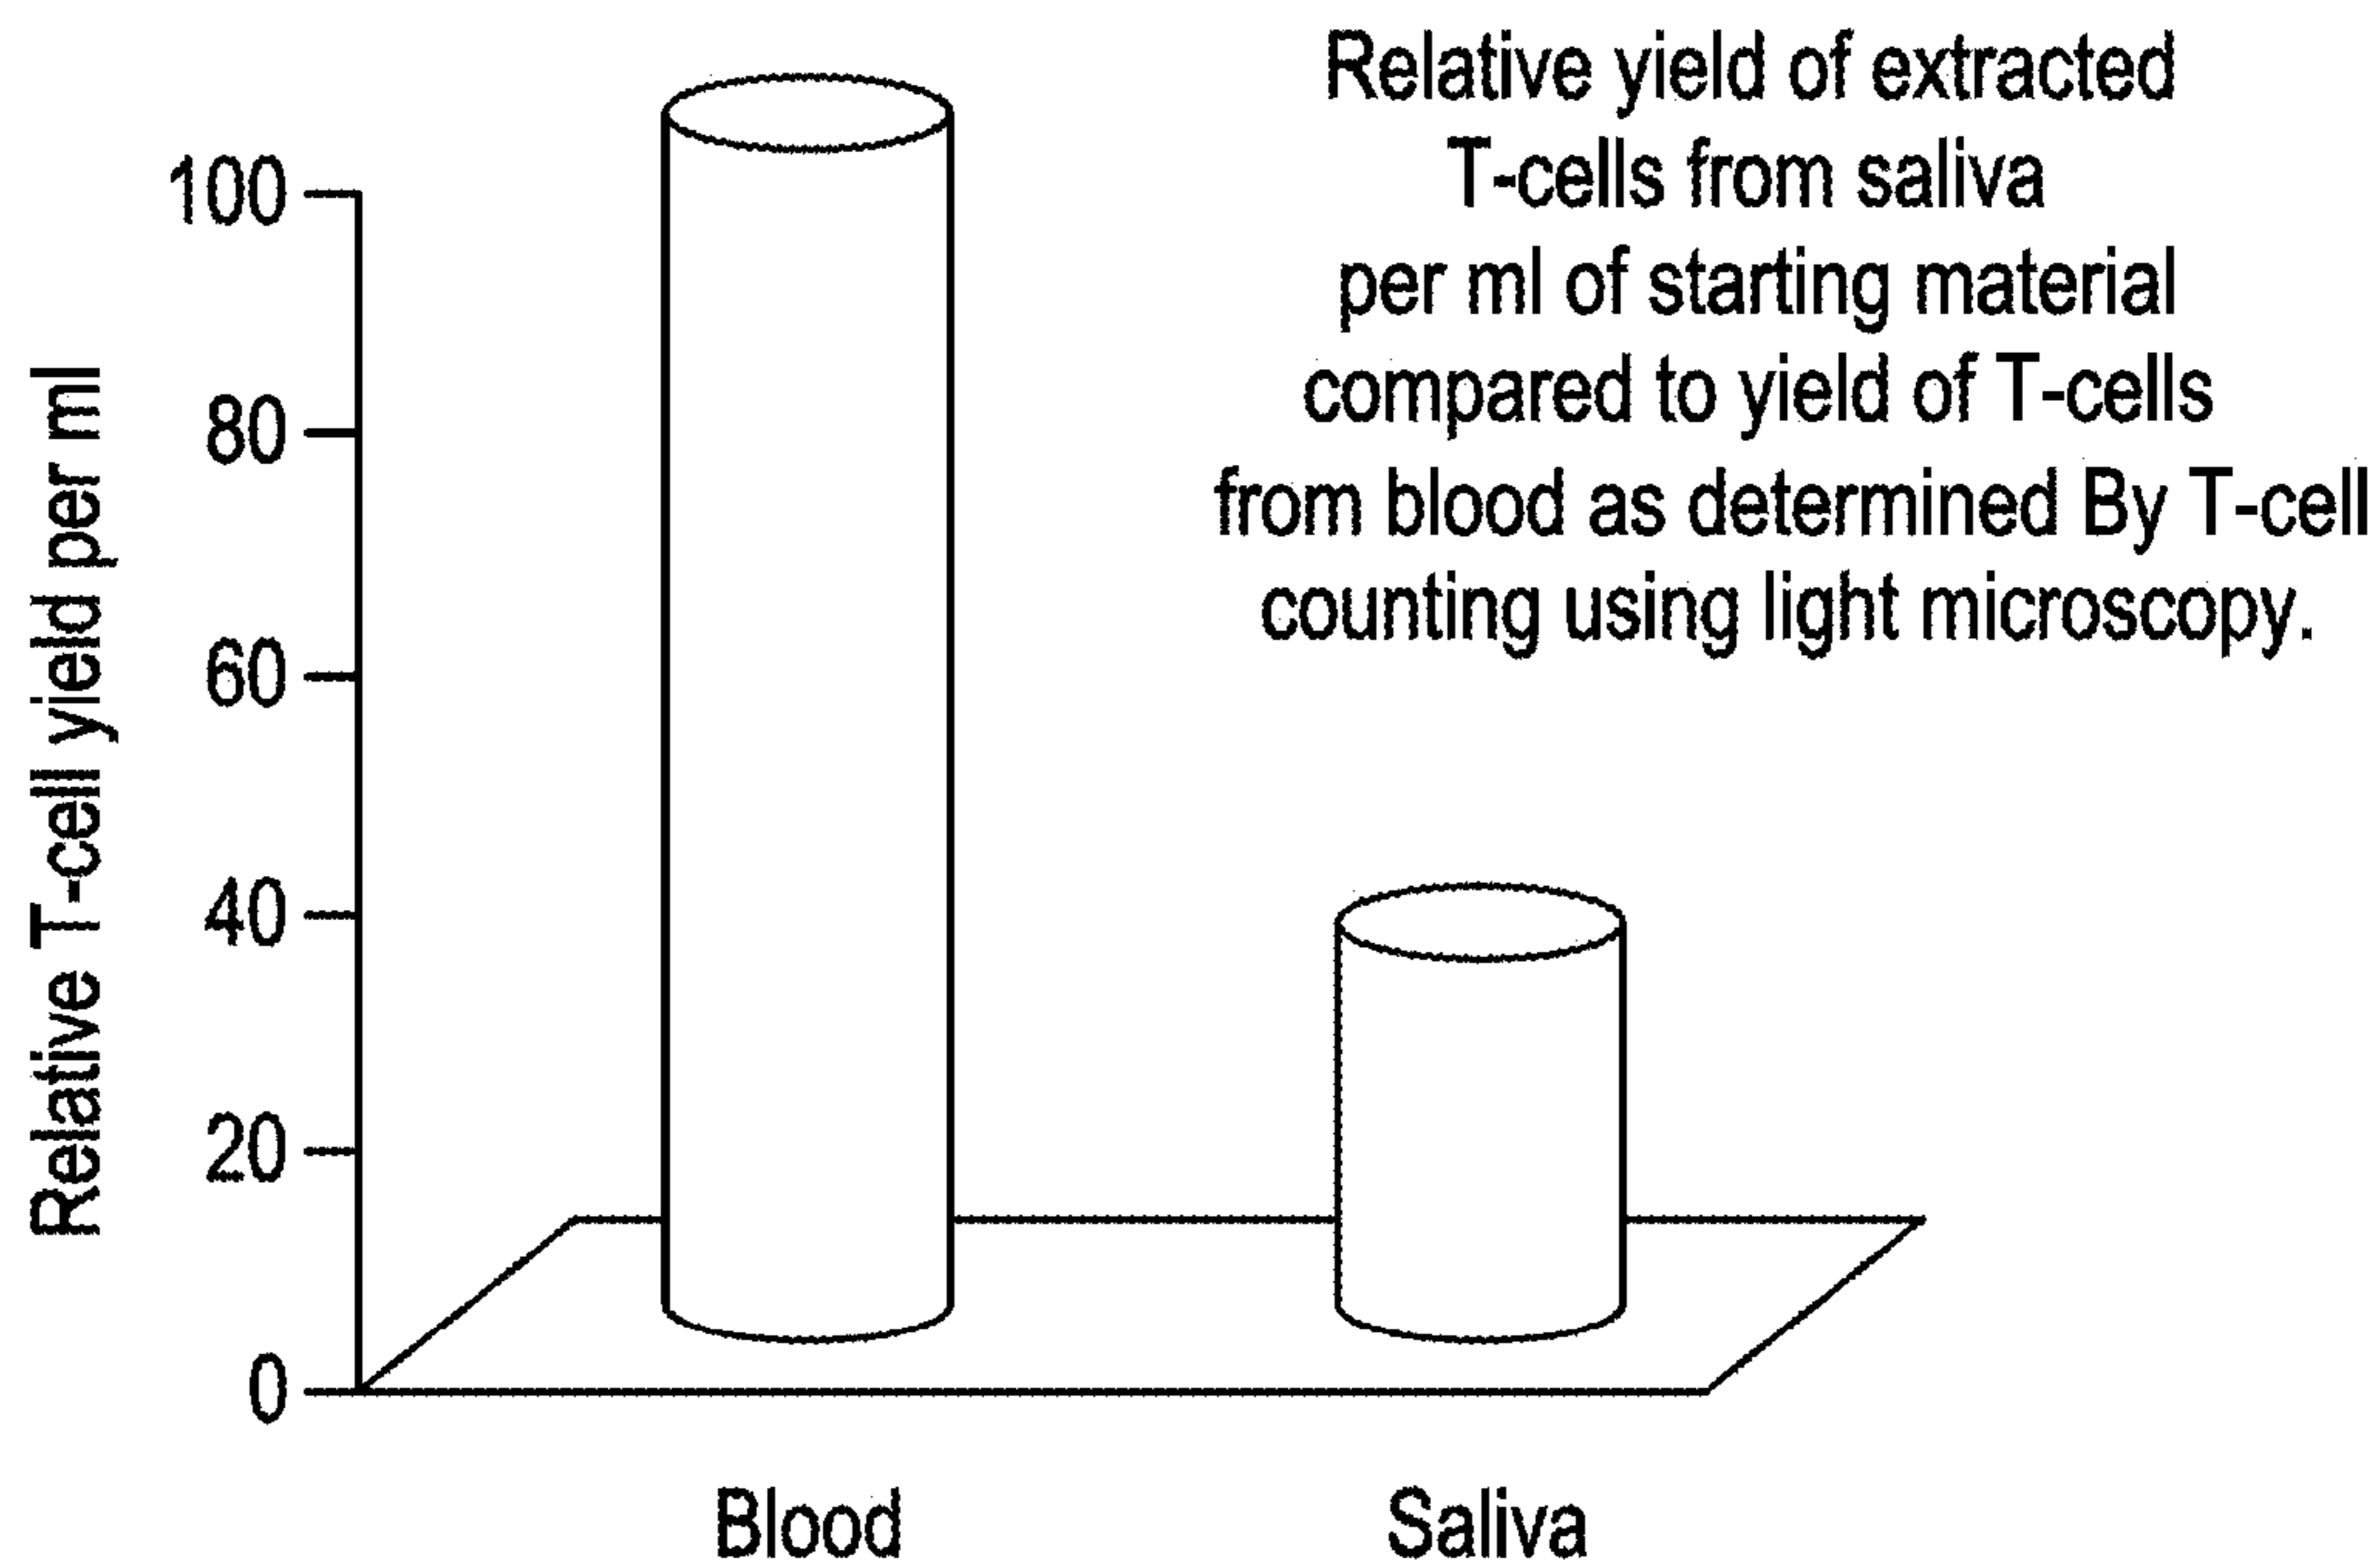 Relative yield of extracted
T-cells from saliva
per ml of starting material
compared to yield of T-cells
from blood as determined By T-cell
counting using light microscopy.
Relative T-cell yield per ml
100
80
60
40
20
0
Blood
Saliva